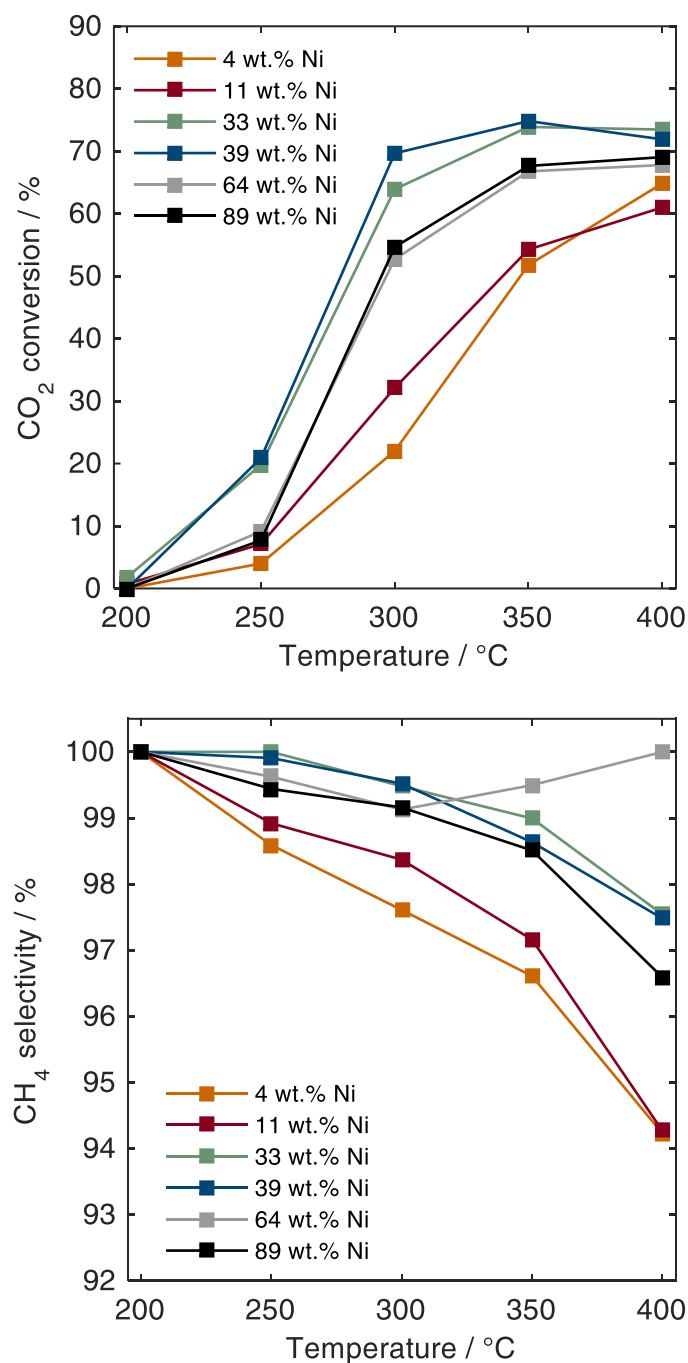 90
80
70
60
50
40
30
20
10
0
CO₂ conversion / %
4 wt.% Ni
11 wt.% Ni
33 wt.% Ni
39 wt.% Ni
64 wt.% Ni
89 wt.% Ni
200 250 300 350 400
Temperature / °C
100
99
98
97
96
95
94
93
92
CH₄ selectivity / %
4 wt.% Ni
11 wt.% Ni
33 wt.% Ni
39 wt.% Ni
64 wt.% Ni
89 wt.% Ni
200 250 300 350 400
Temperature / °C